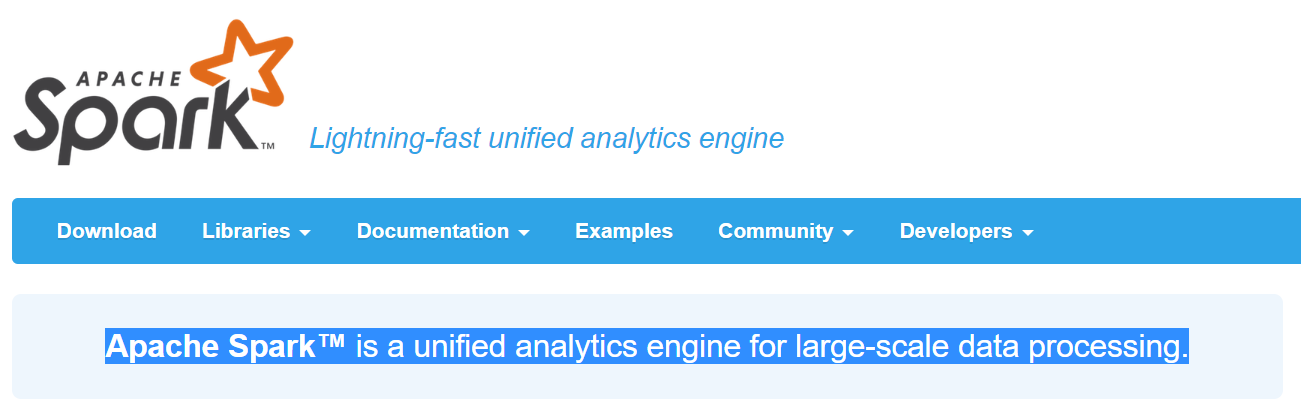 APACHE
Spark™
Lightning-fast unified analytics engine
Download Libraries Documentation Examples Community Developers
Apache Spark™ is a unified analytics engine for large-scale data processing.